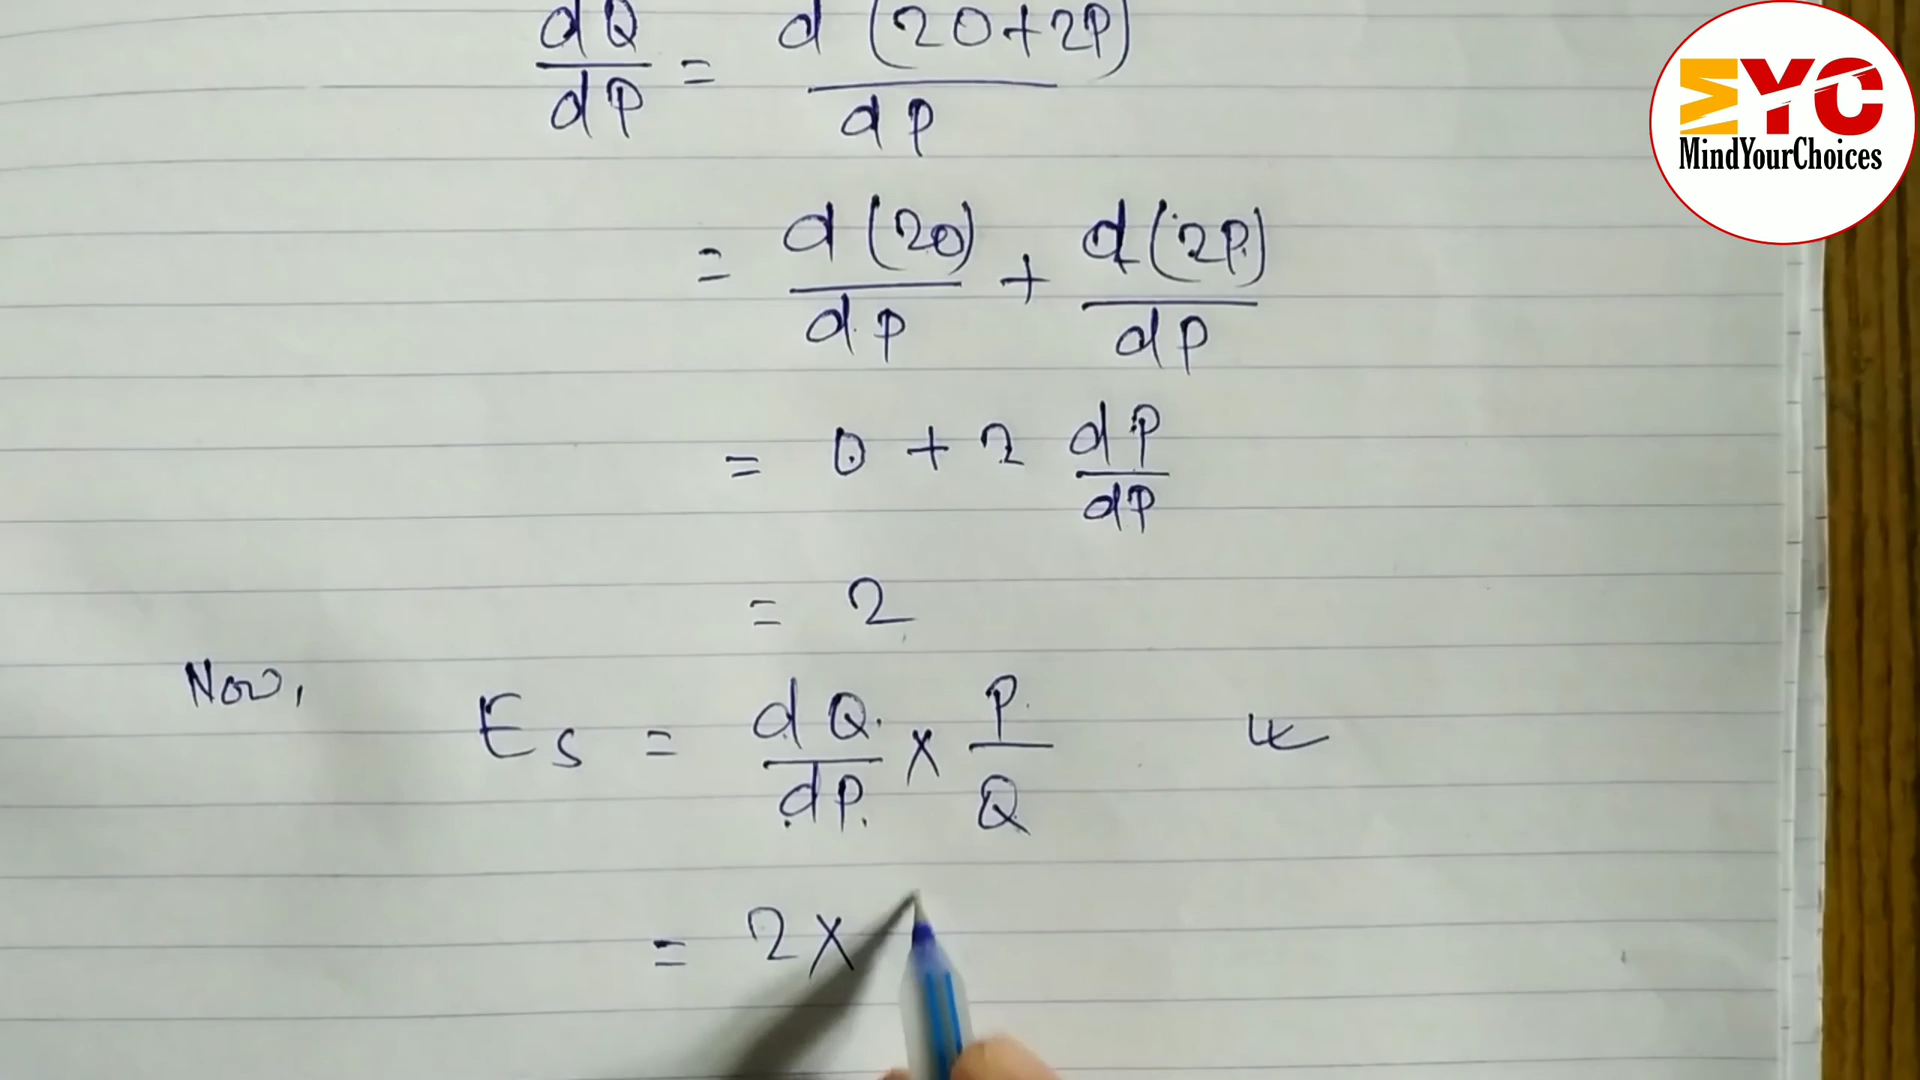 dQ/dP = d(20+2P)/dP
= d(20)/dP + d(2P)/dP
= 0 + 2 dP/dP
= 2
Now, Es = dQ/dP × P/Q
= 2×
MYC
MindYourChoices